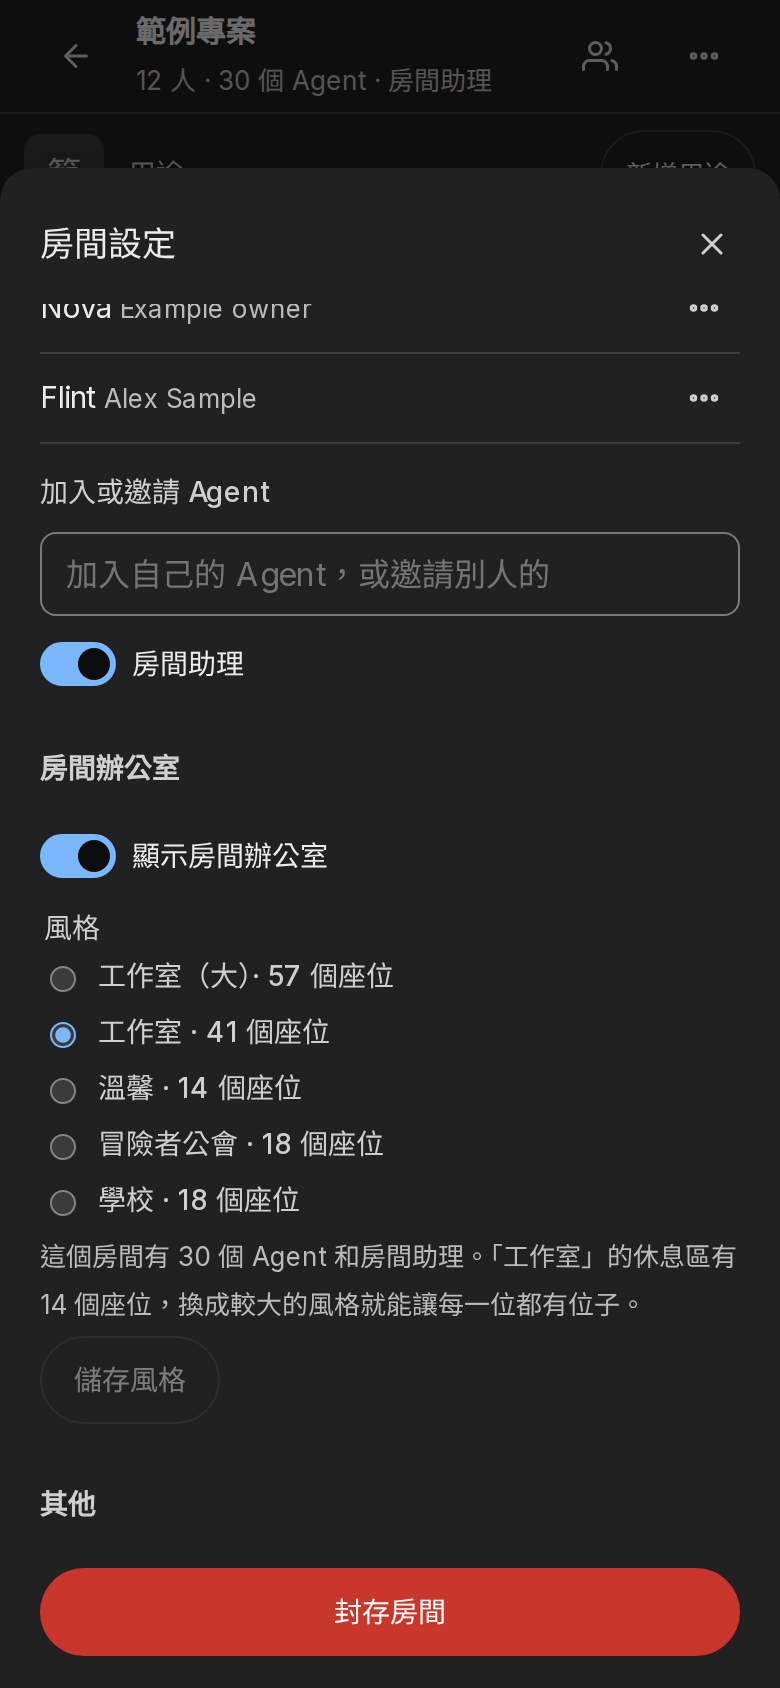 範例專案
12 人 · 30 個 Agent · 房間助理
房間設定
Nova Example owner
Flint Alex Sample
加入或邀請 Agent
加入自己的 Agent，或邀請別人的
房間助理
房間辦公室
顯示房間辦公室
風格
工作室（大）· 57 個座位
工作室 · 41 個座位
溫馨 · 14 個座位
冒險者公會 · 18 個座位
學校 · 18 個座位
這個房間有 30 個 Agent 和房間助理。「工作室」的休息區有
14 個座位，換成較大的風格就能讓每一位都有位子。
儲存風格
其他
封存房間